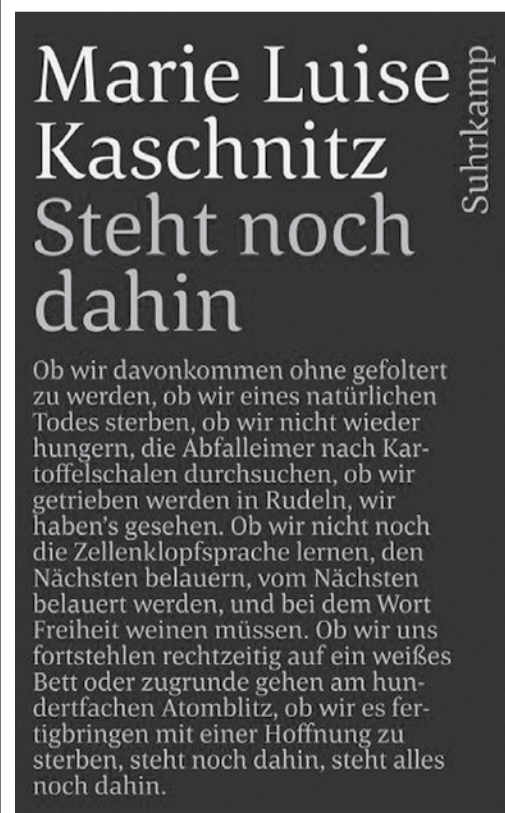 Marie Luise
Kaschnitz
Suhrkamp
Steht noch
dahin
Ob wir davonkommen ohne gefoltert
zu werden, ob wir eines natürlichen
Todes sterben, ob wir nicht wieder
hungern, die Abfalleimer nach Kar-
toffelschalen durchsuchen, ob wir
getrieben werden in Rudeln, wir
haben’s gesehen. Ob wir nicht noch
die Zellenklopfsprache lernen, den
Nächsten belauern, vom Nächsten
belauert werden, und bei dem Wort
Freiheit weinen müssen. Ob wir uns
fortstehlen rechtzeitig auf ein weißes
Bett oder zugrunde gehen am hun-
dertfachen Atomblitz, ob wir es fer-
tigbringen mit einer Hoffnung zu
sterben, steht noch dahin, steht alles
noch dahin.